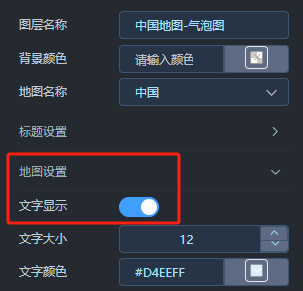 图层名称 中国地图-气泡图
背景颜色 请输入颜色
地图名称 中国
标题设置
地图设置
文字显示
文字大小 12
文字颜色 #D4EEFF